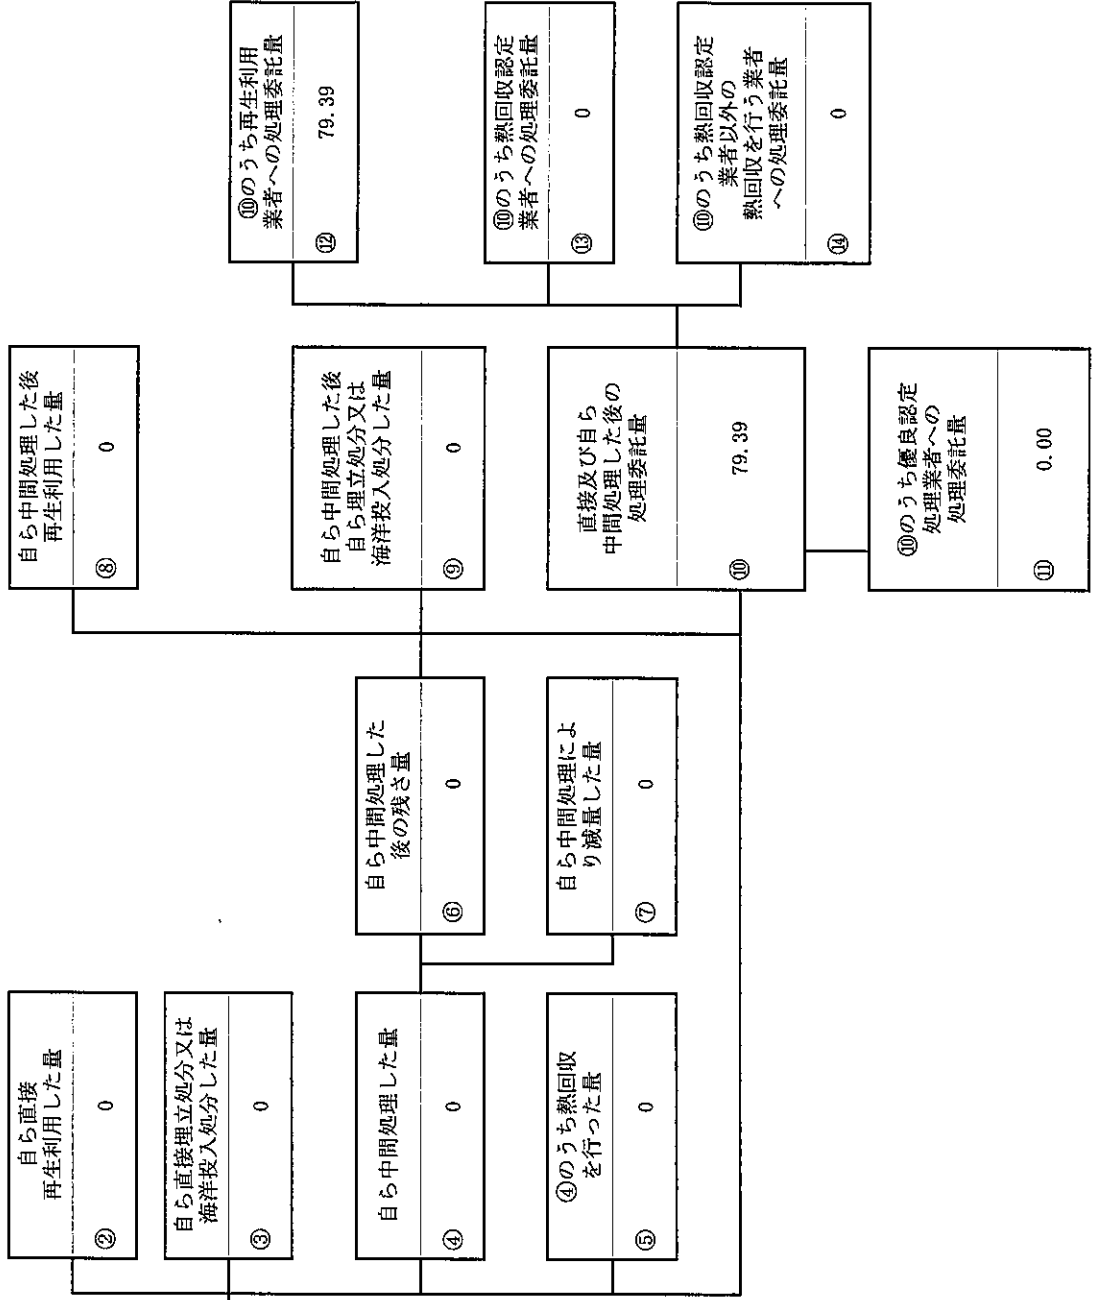 自ら直接
再生利用した量
② 0
自ら直接埋立処分又は
海洋投入処分した量
③ 0
自ら中間処理した量
④ 0
④のうち熱回収
を行った量
⑤ 0
自ら中間処理した
後の残さ量
⑥ 0
自ら中間処理によ
り減量した量
⑦ 0
自ら中間処理した後
再生利用した量
⑧ 0
自ら中間処理した後
自ら埋立処分又は
海洋投入処分した量
⑨ 0
直接及び自ら
中間処理した後の
処理委託量
⑩ 79.39
⑩のうち優良認定
処理業者への
処理委託量
⑪ 0.00
⑩のうち再生利用
業者への処理委託量
⑫ 79.39
⑩のうち熱回収認定
業者への処理委託量
⑬ 0
⑩のうち熱回収認定
業者以外の
熱回収を行う業者
への処理委託量
⑭ 0